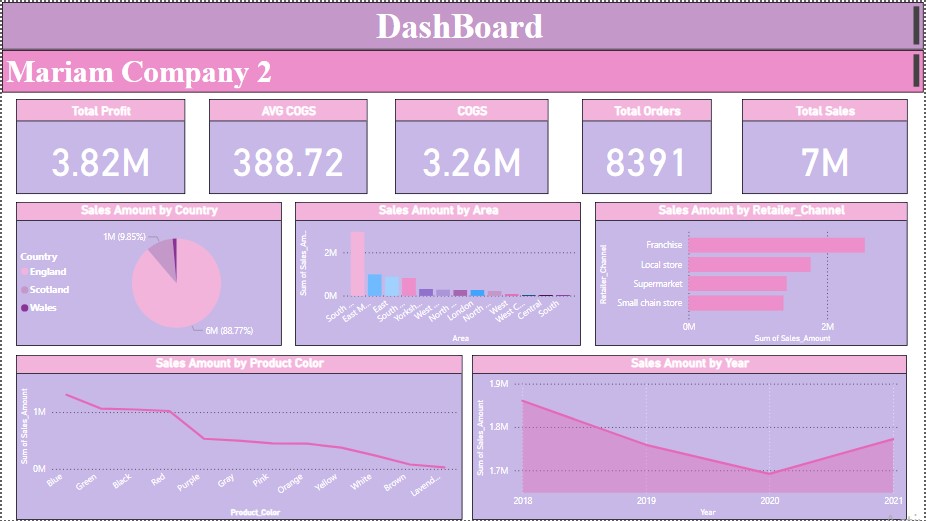 DashBoard
Mariam Company 2
Total Profit
3.82M
AVG COGS
388.72
COGS
3.26M
Total Orders
8391
Total Sales
7M
Sales Amount by Country
Country
England
Scotland
Wales
1M (9.85%)
6M (88.77%)
Sales Amount by Area
Sum of Sales_Am...
2M
0M
South ...
East M...
East
South ...
Yorksh...
West ...
North ...
London
North ...
West
West C...
Central
South
Area
Sales Amount by Retailer_Channel
Retailer_Channel
Franchise
Local store
Supermarket
Small chain store
0M
2M
Sum of Sales_Amount
Sales Amount by Product Color
Sum of Sales_Amount
1M
0M
Blue
Green
Black
Red
Purple
Gray
Pink
Orange
Yellow
White
Brown
Lavend...
Product_Color
Sales Amount by Year
Sum of Sales_Amount
1.9M
1.8M
1.7M
2018
2019
2020
2021
Year